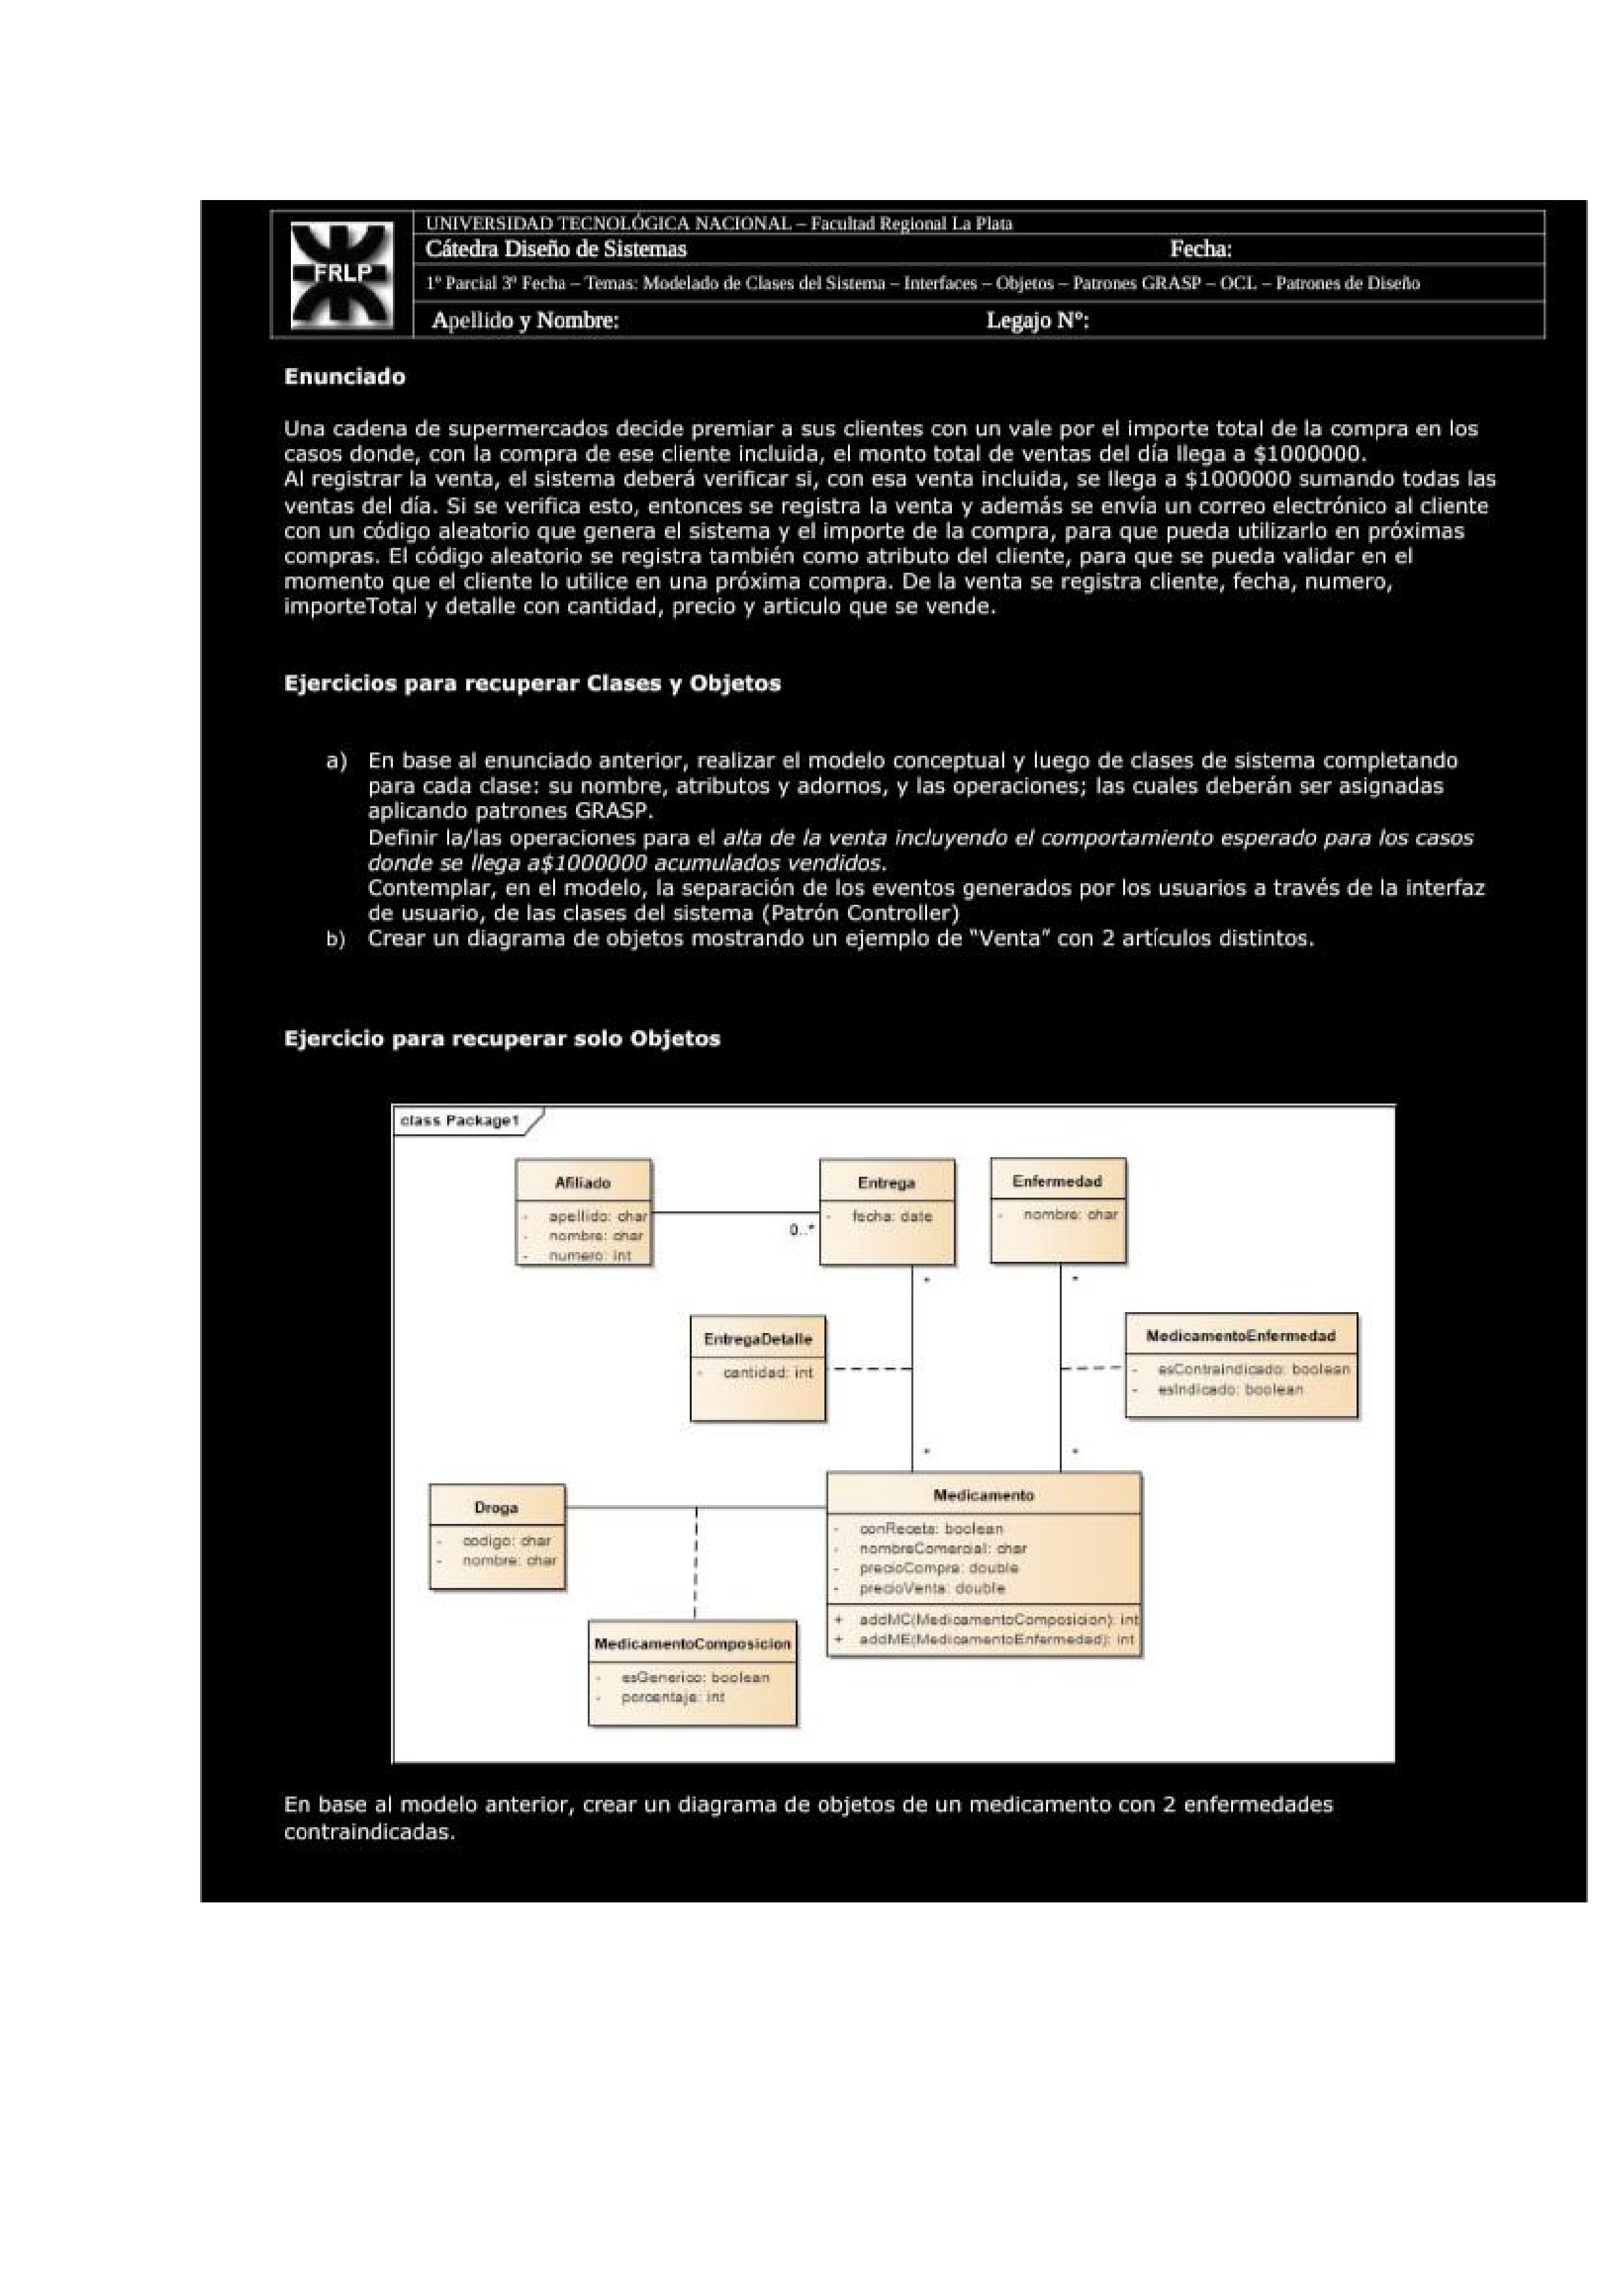 FRLP
UNIVERSIDAD TECNOLÓGICA NACIONAL – Facultad Regional La Plata
Cátedra Diseño de Sistemas Fecha:
1º Parcial 3º Fecha – Temas: Modelado de Clases del Sistema – Interfaces – Objetos – Patrones GRASP – OCL – Patrones de Diseño
Apellido y Nombre: Legajo Nº:
Enunciado
Una cadena de supermercados decide premiar a sus clientes con un vale por el importe total de la compra en los
casos donde, con la compra de ese cliente incluida, el monto total de ventas del día llega a $1000000.
Al registrar la venta, el sistema deberá verificar si, con esa venta incluida, se llega a $1000000 sumando todas las
ventas del día. Si se verifica esto, entonces se registra la venta y además se envía un correo electrónico al cliente
con un código aleatorio que genera el sistema y el importe de la compra, para que pueda utilizarlo en próximas
compras. El código aleatorio se registra también como atributo del cliente, para que se pueda validar en el
momento que el cliente lo utilice en una próxima compra. De la venta se registra cliente, fecha, numero,
importeTotal y detalle con cantidad, precio y articulo que se vende.
Ejercicios para recuperar Clases y Objetos
a) En base al enunciado anterior, realizar el modelo conceptual y luego de clases de sistema completando
para cada clase: su nombre, atributos y adornos, y las operaciones; las cuales deberán ser asignadas
aplicando patrones GRASP.
Definir la/las operaciones para el alta de la venta incluyendo el comportamiento esperado para los casos
donde se llega a$1000000 acumulados vendidos.
Contemplar, en el modelo, la separación de los eventos generados por los usuarios a través de la interfaz
de usuario, de las clases del sistema (Patrón Controller)
b) Crear un diagrama de objetos mostrando un ejemplo de “Venta” con 2 artículos distintos.
Ejercicio para recuperar solo Objetos
class Package1
Afiliado
- apellido: char
- nombre: char
- numero: int
0..*
Entrega
- fecha: date
Enfermedad
- nombre: char
*
*
EntregaDetalle
- cantidad: int
MedicamentoEnfermedad
- esContraindicado: boolean
- esIndicado: boolean
*
*
Droga
- codigo: char
- nombre: char
Medicamento
- conReceta: boolean
- nombreComercial: char
- precioCompra: double
- precioVenta: double
+ addMC(MedicamentoComposicion): int
+ addME(MedicamentoEnfermedad): int
MedicamentoComposicion
- esGenerico: boolean
- porcentaje: int
En base al modelo anterior, crear un diagrama de objetos de un medicamento con 2 enfermedades
contraindicadas.